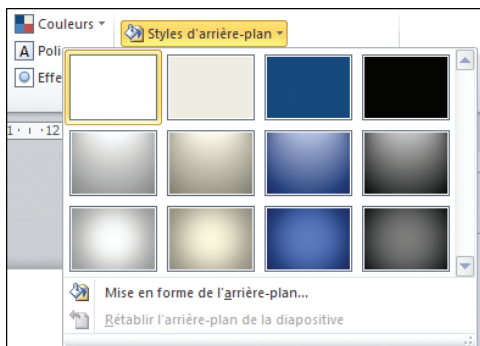 Couleurs
Styles d'arrière-plan
A Poli
Effe
1 · ı · 12
Mise en forme de l'arrière-plan...
Rétablir l'arrière-plan de la diapositive